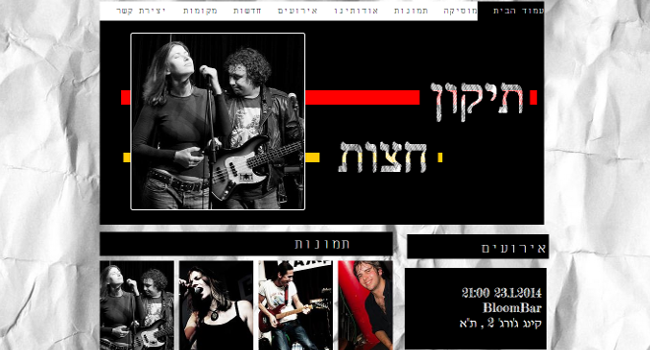 עמוד הבית מוסיקה תמונות אודותינו אירועים חדשות מקומות יצירת קשר
תיקון
חצות
תמונות
אירועים
21:00 23.1.2014
BloomBar
קינג ג'ורג' 2 , ת"א